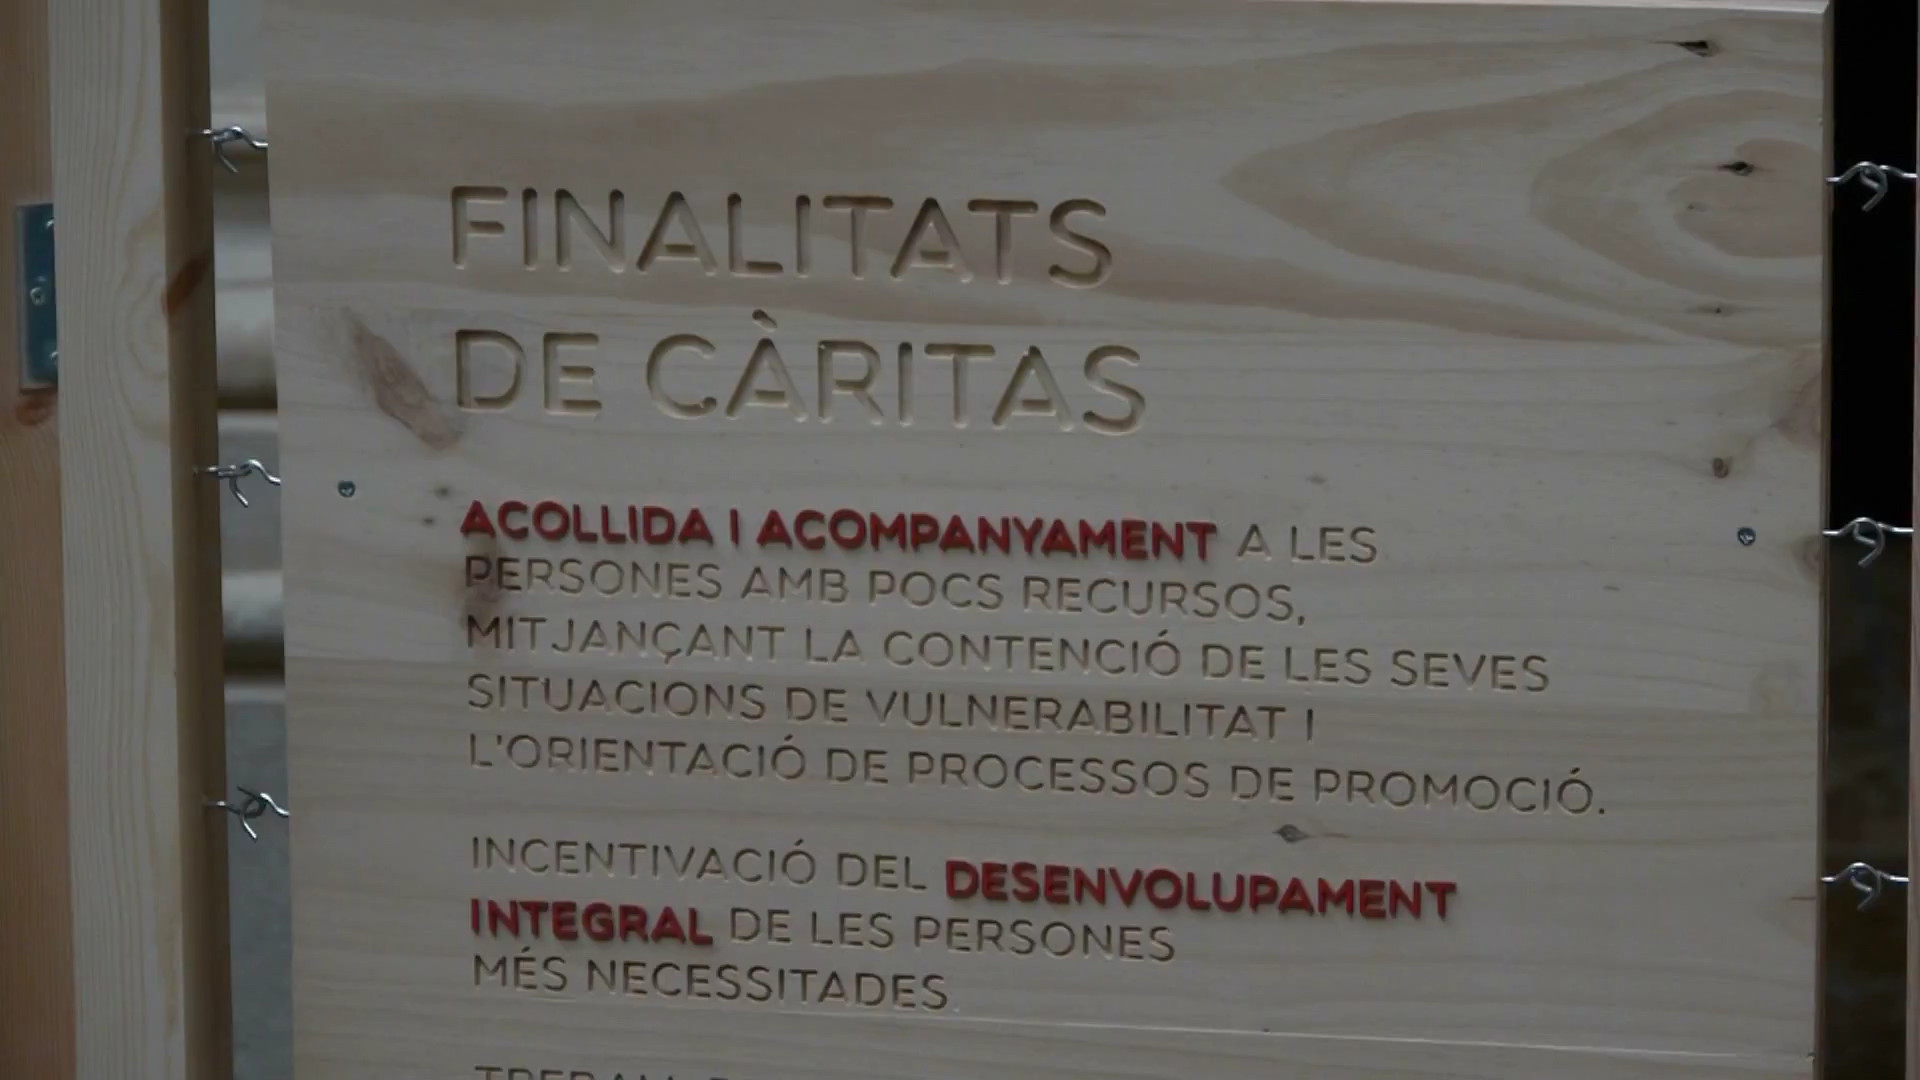 FINALITATS
DE CÀRITAS
ACOLLIDA I ACOMPANYAMENT A LES
PERSONES AMB POCS RECURSOS,
MITJANÇANT LA CONTENCIÓ DE LES SEVES
SITUACIONS DE VULNERABILITAT I
L'ORIENTACIÓ DE PROCESSOS DE PROMOCIÓ.
INCENTIVACIÓ DEL DESENVOLUPAMENT
INTEGRAL DE LES PERSONES
MÉS NECESSITADES.